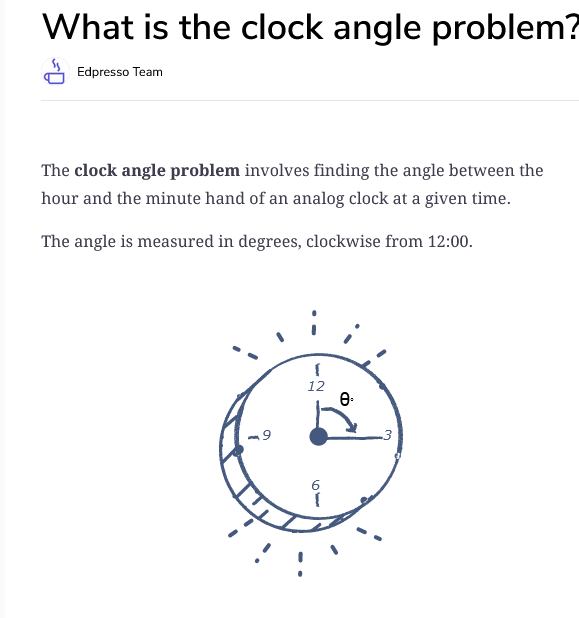 What is the clock angle problem?
Edpresso Team
The clock angle problem involves finding the angle between the
hour and the minute hand of an analog clock at a given time.
The angle is measured in degrees, clockwise from 12:00.
12
θ°
9
3
6